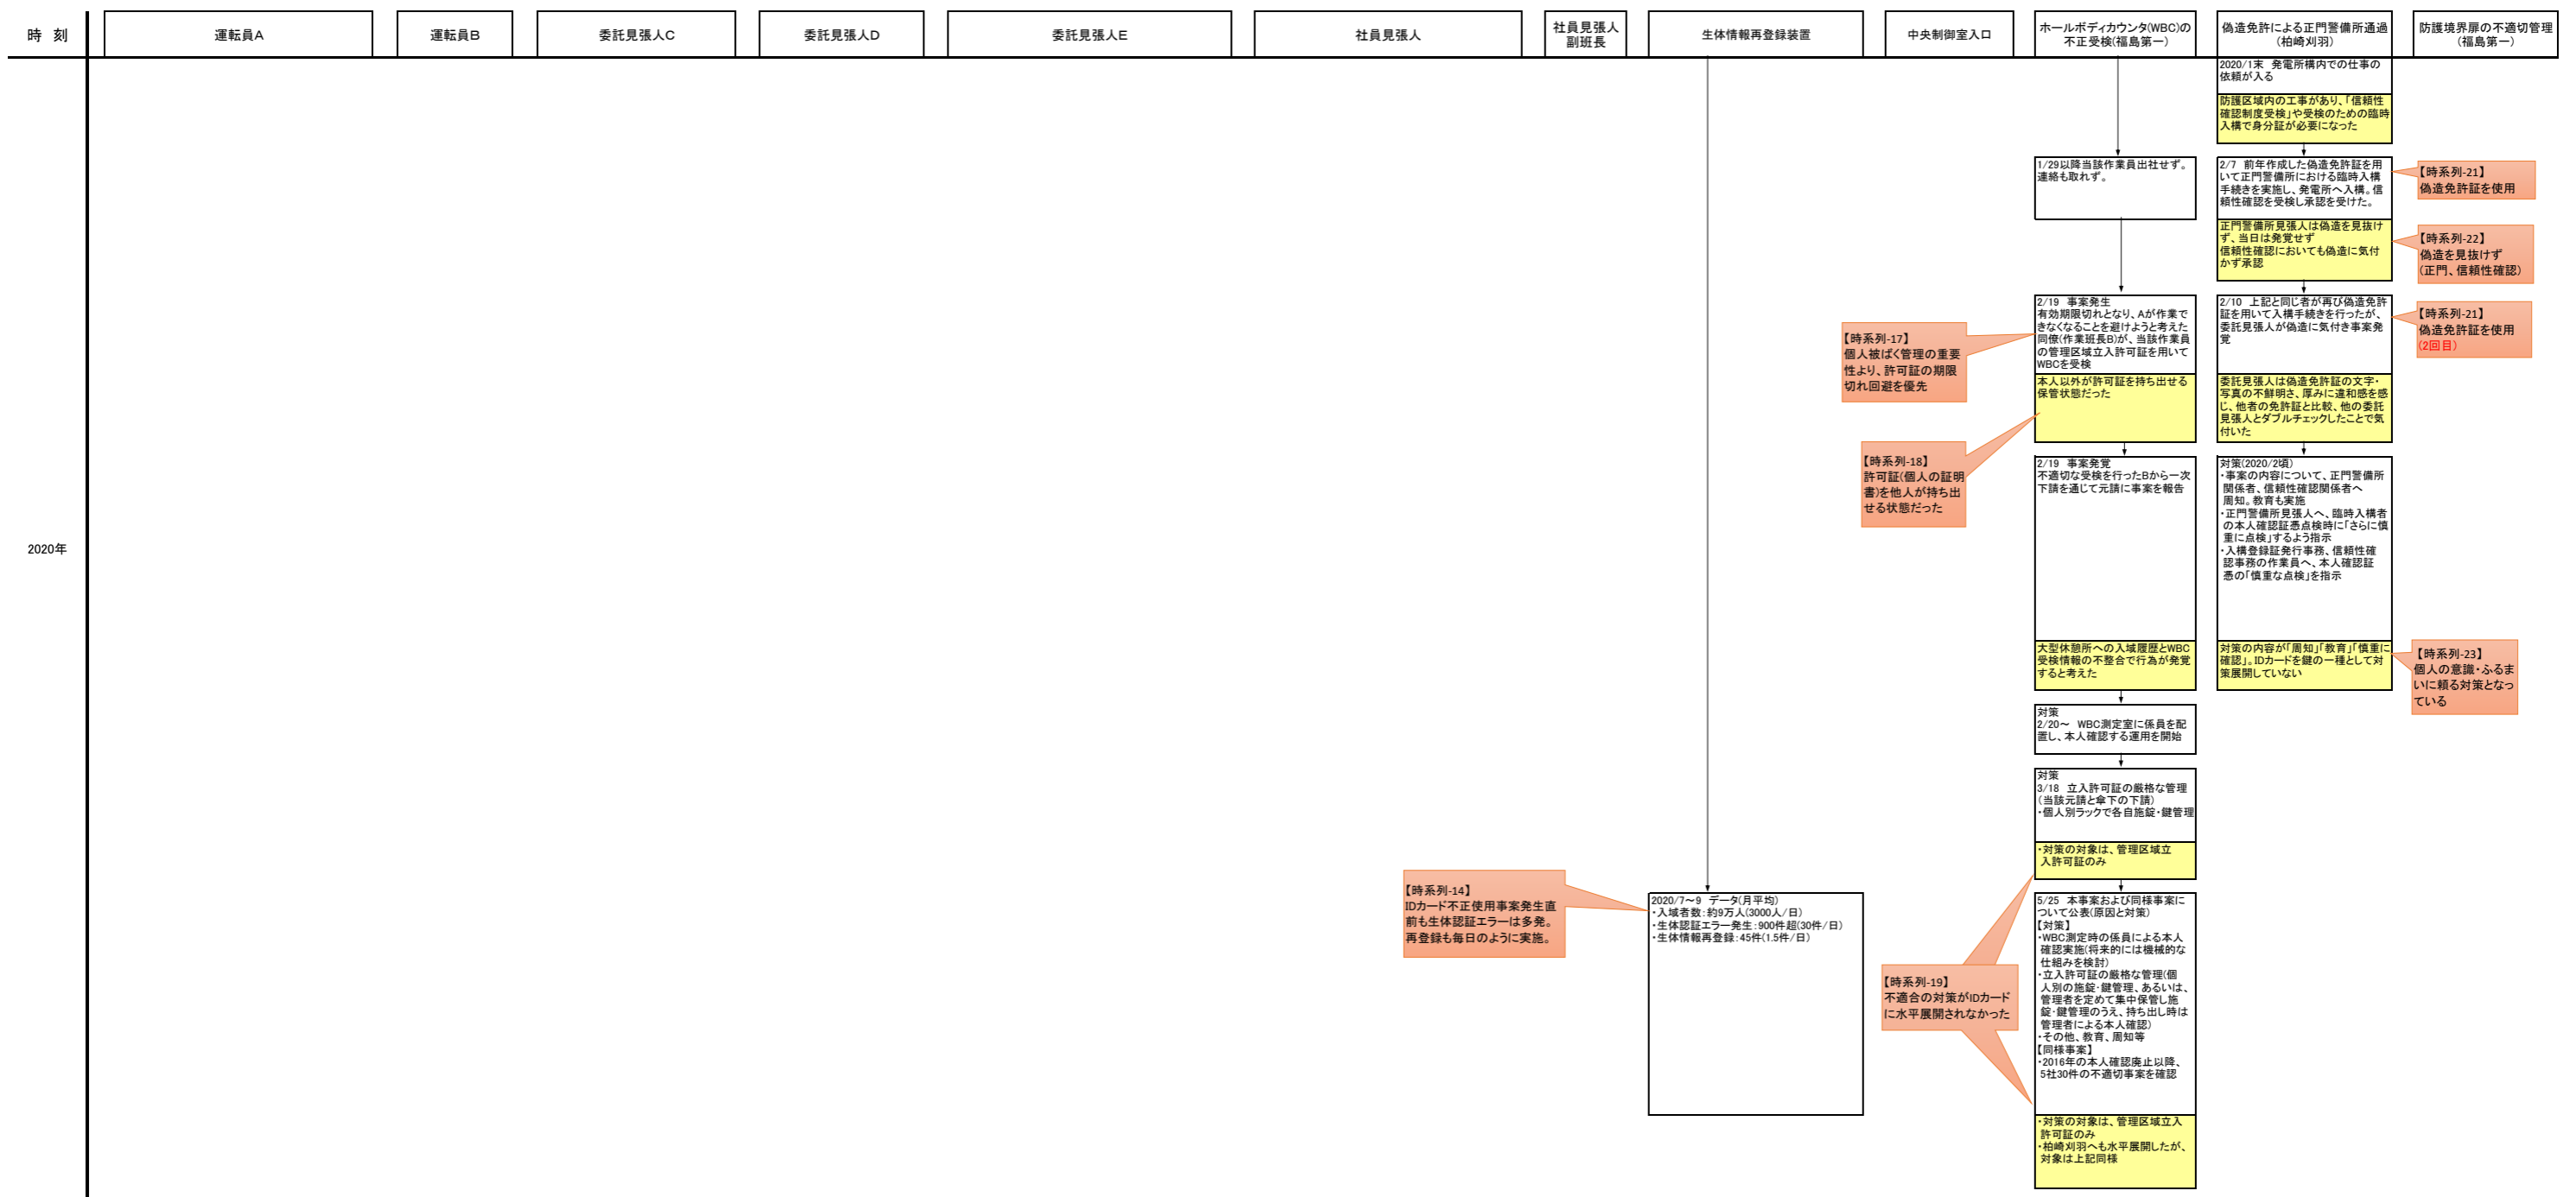 時 刻
運転員A
運転員B
委託見張人C
委託見張人D
委託見張人E
社員見張人
社員見張人
副班長
生体情報再登録装置
中央制御室入口
ホールボディカウンタ(WBC)の
不正受検(福島第一)
偽造免許による正門警備所通過
(柏崎刈羽)
防護境界扉の不適切管理
(福島第一)
2020年
【時系列-14】
IDカード不正使用事案発生直
前も生体認証エラーは多発。
再登録も毎日のように実施。
2020/7～9 データ(月平均)
・入域者数：約9万人(3000人/日)
・生体認証エラー発生：900件超(30件/日)
・生体情報再登録：45件(1.5件/日)
1/29以降当該作業員出社せず。
連絡も取れず。
2/19 事案発生
有効期限切れとなり、Aが作業で
きなくなることを避けようと考えた
同僚(作業班長B)が、当該作業員
の管理区域立入許可証を用いて
WBCを受検
本人以外が許可証を持ち出せる
保管状態だった
【時系列-17】
個人被ばく管理の重要
性より、許可証の期限
切れ回避を優先
【時系列-18】
許可証(個人の証明
書)を他人が持ち出
せる状態だった
2/19 事案発覚
不適切な受検を行ったBから一次
下請を通じて元請に事案を報告
大型休憩所への入域履歴とWBC
受検情報の不整合で行為が発覚
すると考えた
対策
2/20～ WBC測定室に係員を配
置し、本人確認する運用を開始
対策
3/18 立入許可証の厳格な管理
(当該元請と傘下の下請)
・個人別ラックで各自施錠・鍵管理
・対策の対象は、管理区域立
入許可証のみ
【時系列-19】
不適合の対策がIDカード
に水平展開されなかった
5/25 本事案および同様事案に
ついて公表(原因と対策)
【対策】
・WBC測定時の係員による本人
確認実施(将来的には機械的な
仕組みを検討)
・立入許可証の厳格な管理(個
人別の施錠・鍵管理、あるいは、
管理者を定めて集中保管し施
錠・鍵管理のうえ、持ち出し時は
管理者による本人確認)
・その他、教育、周知等
【同様事案】
・2016年の本人確認廃止以降、
5社30件の不適切事案を確認
・対策の対象は、管理区域立入
許可証のみ
・柏崎刈羽へも水平展開したが、
対象は上記同様
2020/1末 発電所構内での仕事の
依頼が入る
防護区域内の工事があり、「信頼性
確認制度受検」や受検のための臨時
入構で身分証が必要になった
2/7 前年作成した偽造免許証を用
いて正門警備所における臨時入構
手続きを実施し、発電所へ入構。信
頼性確認を受検し承認を受けた。
正門警備所見張人は偽造を見抜け
ず、当日は発覚せず
信頼性確認においても偽造に気付
かず承認
【時系列-21】
偽造免許証を使用
【時系列-22】
偽造を見抜けず
(正門、信頼性確認)
2/10 上記と同じ者が再び偽造免許
証を用いて入構手続きを行ったが、
委託見張人が偽造に気付き事案発
覚
委託見張人は偽造免許証の文字・
写真の不鮮明さ、厚みに違和感を感
じ、他者の免許証と比較、他の委託
見張人とダブルチェックしたことで気
付いた
【時系列-21】
偽造免許証を使用
(2回目)
対策(2020/2頃)
・事案の内容について、正門警備所
関係者、信頼性確認関係者へ
周知。教育も実施
・正門警備所見張人へ、臨時入構者
の本人確認証憑点検時に「さらに慎
重に点検」するよう指示
・入構登録証発行事務、信頼性確
認事務の作業員へ、本人確認証
憑の「慎重な点検」を指示
対策の内容が「周知」「教育」「慎重に
確認」。IDカードを鍵の一種として対
策展開していない
【時系列-23】
個人の意識・ふるま
いに頼る対策となっ
ている